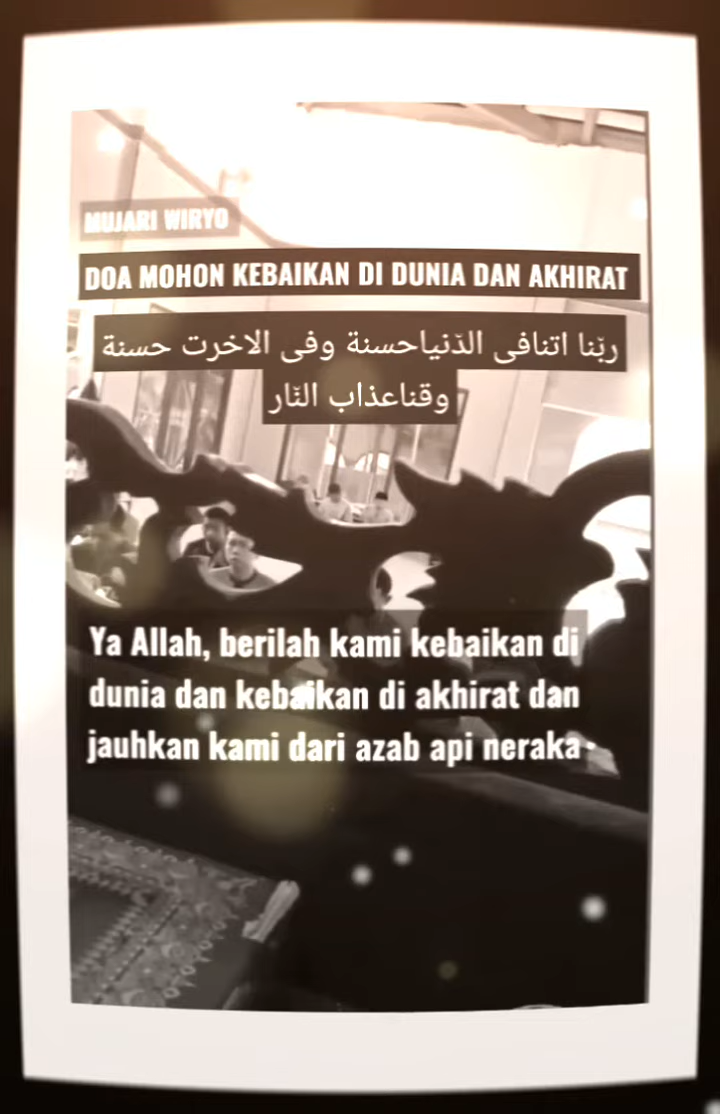 MUJARI WIRYO
DOA MOHON KEBAIKAN DI DUNIA DAN AKHIRAT
ربّنا اتنافى الدّنياحسنة وفى الاخرت حسنة
وقناعذاب النّار
Ya Allah, berilah kami kebaikan di
dunia dan kebaikan di akhirat dan
jauhkan kami dari azab api neraka